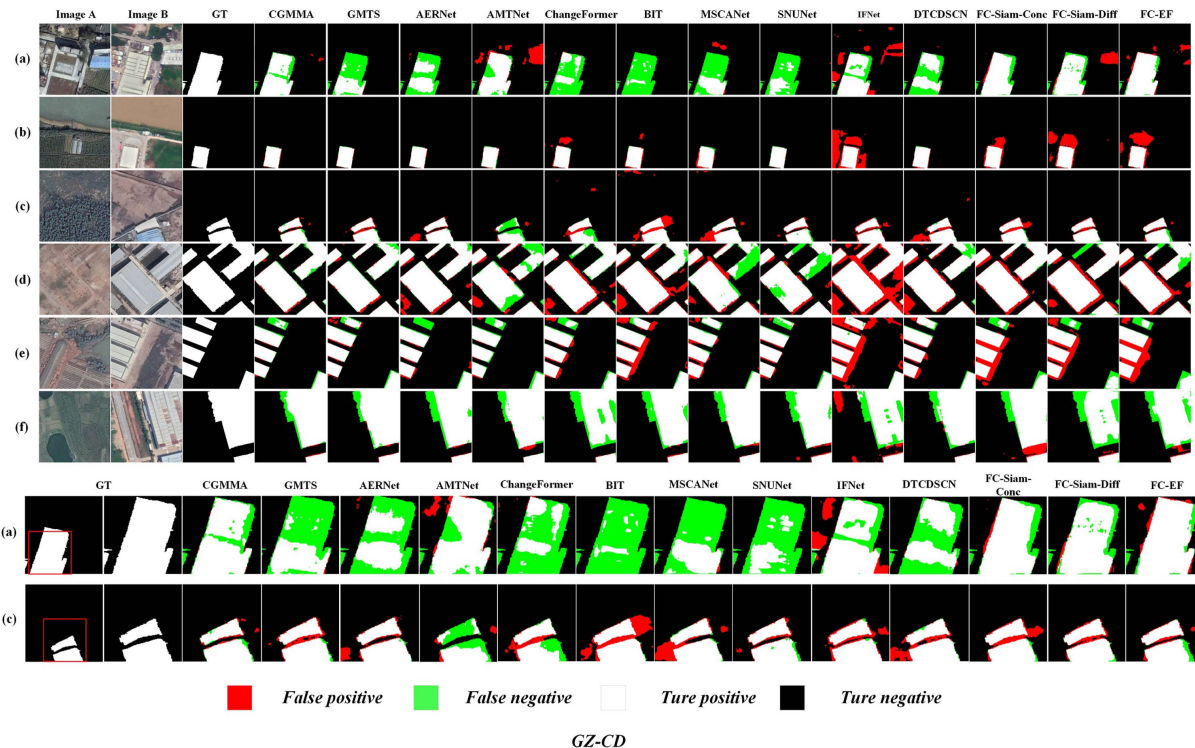 Image A Image B GT CGMMA GMTS AERNet AMTNet ChangeFormer BIT MSCANet SNUNet IFNet DTCDSCN FC-Siam-Conc FC-Siam-Diff FC-EF
(a)
(b)
(c)
(d)
(e)
(f)
GT CGMMA GMTS AERNet AMTNet ChangeFormer BIT MSCANet SNUNet IFNet DTCDSCN FC-Siam-
Conc FC-Siam-Diff FC-EF
(a)
(c)
False positive False negative Ture positive Ture negative
GZ-CD